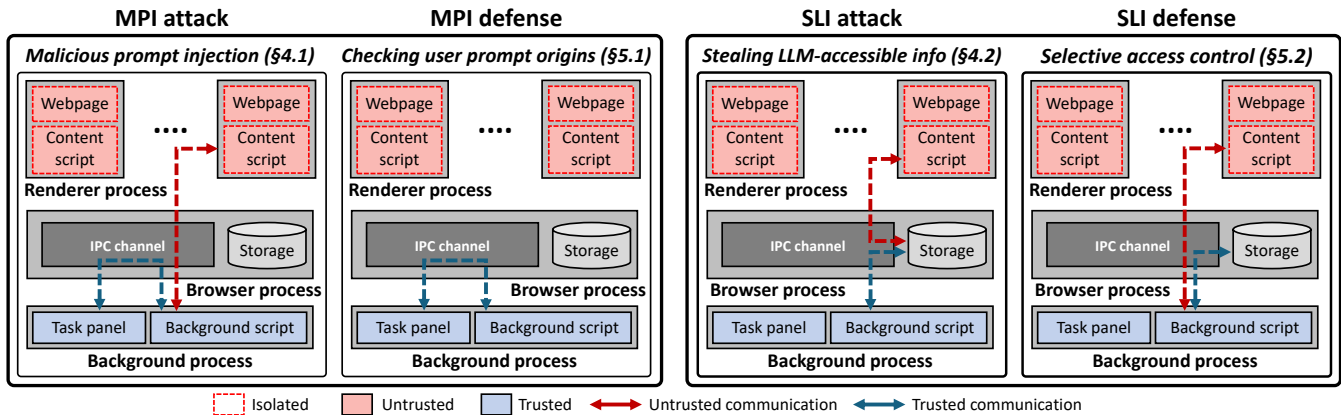 MPI attack
MPI defense
SLI attack
SLI defense
Malicious prompt injection (§4.1)
Checking user prompt origins (§5.1)
Stealing LLM-accessible info (§4.2)
Selective access control (§5.2)
Webpage
Content
script
....
Webpage
Content
script
Renderer process
IPC channel
Storage
Browser process
Task panel
Background script
Background process
Webpage
Content
script
....
Webpage
Content
script
Renderer process
IPC channel
Storage
Browser process
Task panel
Background script
Background process
Webpage
Content
script
....
Webpage
Content
script
Renderer process
IPC channel
Storage
Browser process
Task panel
Background script
Background process
Webpage
Content
script
....
Webpage
Content
script
Renderer process
IPC channel
Storage
Browser process
Task panel
Background script
Background process
Isolated
Untrusted
Trusted
Untrusted communication
Trusted communication